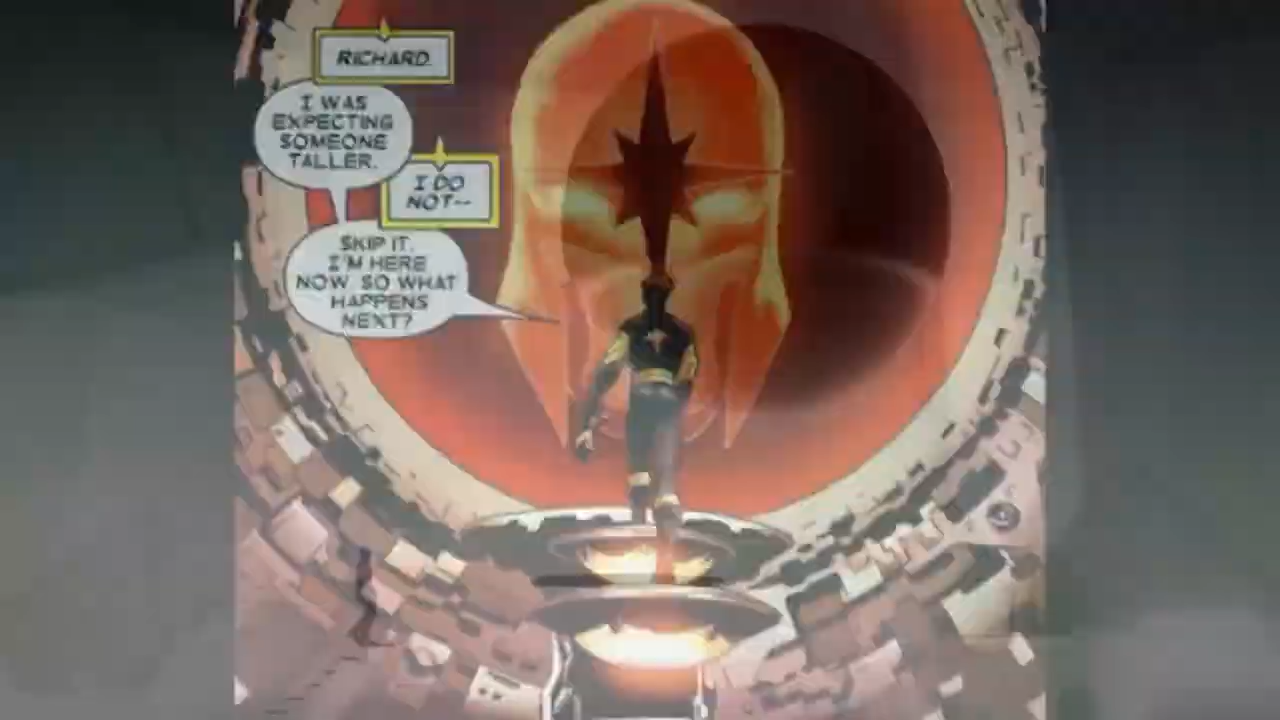 RICHARD.
I WAS
EXPECTING
SOMEONE
TALLER.
I DO
NOT--
SKIP IT.
I'M HERE
NOW. SO WHAT
HAPPENS
NEXT?